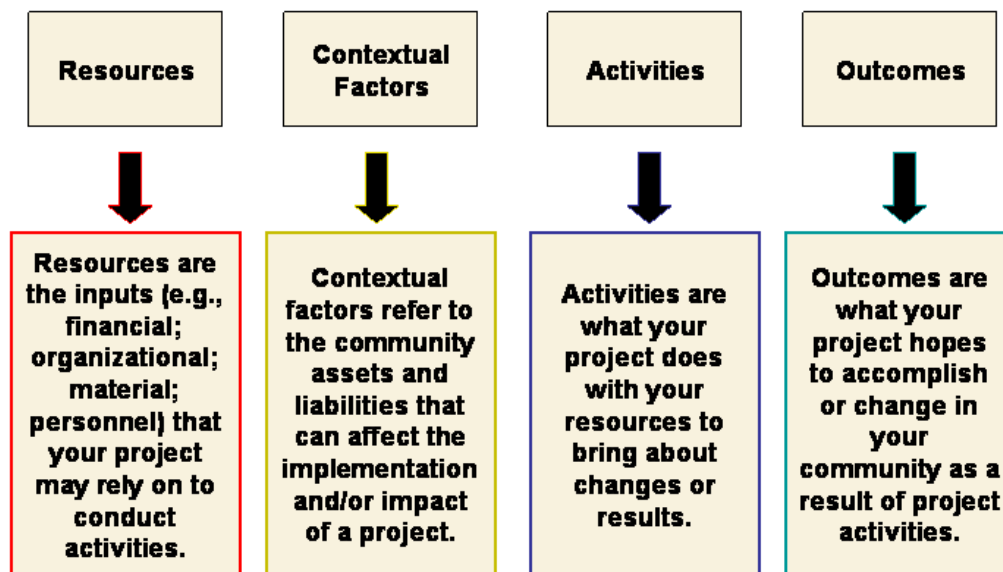 Resources
Contextual
Factors
Activities
Outcomes
Resources are
the inputs (e.g.,
financial;
organizational;
material;
personnel) that
your project
may rely on to
conduct
activities.
Contextual
factors refer to
the community
assets and
liabilities that
can affect the
implementation
and/or impact
of a project.
Activities are
what your
project does
with your
resources to
bring about
changes or
results.
Outcomes are
what your
project hopes
to accomplish
or change in
your
community as a
result of project
activities.